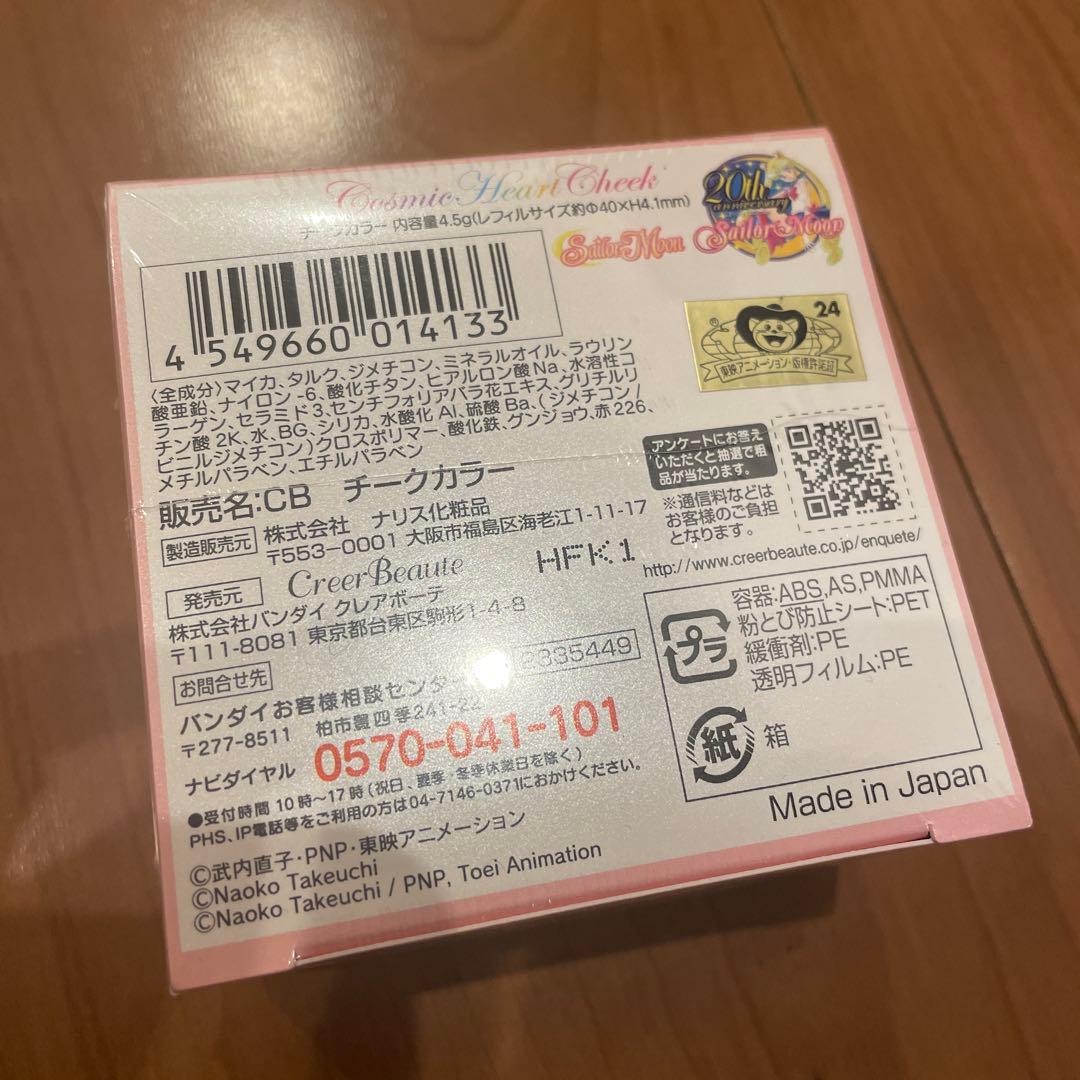 Cosmic Heart Cheek
チークカラー 内容量4.5g(レフィルサイズ約Φ40×H4.1mm)
20th
anniversary
Sailor Moon
Sailor Moon
4 549660 014133
24
東映アニメーション・版権許諾証
〈全成分〉マイカ、タルク、ジメチコン、ミネラルオイル、ラウリン
酸亜鉛、ナイロン-6、酸化チタン、ヒアルロン酸Na、水溶性コ
ラーゲン、セラミド3、センチフォリアバラ花エキス、グリチルリ
チン酸2K、水、BG、シリカ、水酸化Al、硫酸Ba、(ジメチコン/
ビニルジメチコン)クロスポリマー、酸化鉄、グンジョウ、赤226、
メチルパラベン、エチルパラベン
アンケートにお答え
いただくと抽選で粗
品が当たります。
※通信料などは
お客様のご負担
となります。
http://www.creerbeaute.co.jp/enquete/
販売名:CB チークカラー
製造販売元 株式会社 ナリス化粧品
〒553-0001 大阪市福島区海老江1-11-17
HFK1
発売元 CreerBeaute
株式会社バンダイ クレアボーテ
〒111-8081 東京都台東区駒形1-4-8
お問合せ先 2335449
バンダイお客様相談センター
〒277-8511 柏市豊四季241-22
ナビダイヤル 0570-041-101
●受付時間 10時~17時(祝日、夏季・冬季休業日を除く)
PHS、IP電話等をご利用の方は04-7146-0371におかけください。
©武内直子・PNP・東映アニメーション
©Naoko Takeuchi
©Naoko Takeuchi / PNP, Toei Animation
プラ
容器:ABS,AS,PMMA
粉とび防止シート:PET
緩衝剤:PE
透明フィルム:PE
紙 箱
Made in Japan